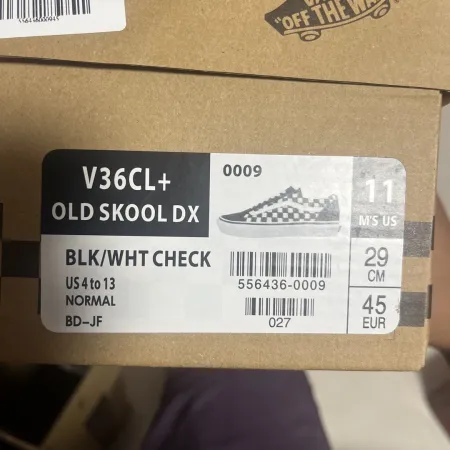 "OFF THE WALL"
V36CL+
OLD SKOOL DX
0009
11
M'S US
BLK/WHT CHECK
US 4 to 13
NORMAL
BD-JF
556436-0009
027
29
CM
45
EUR